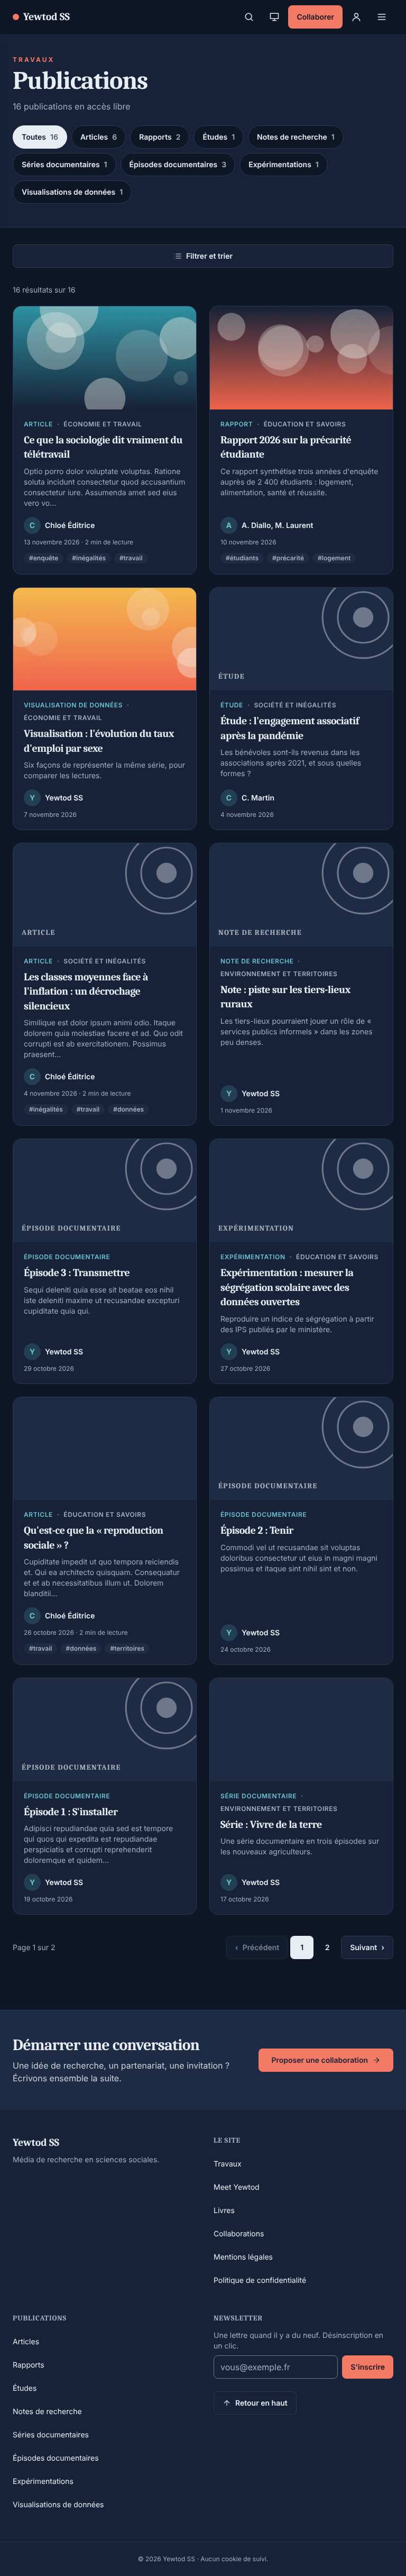 Yewtod SS
Collaborer
TRAVAUX
Publications
16 publications en accès libre
Toutes 16
Articles 6
Rapports 2
Études 1
Notes de recherche 1
Séries documentaires 1
Épisodes documentaires 3
Expérimentations 1
Visualisations de données 1
Filtrer et trier
16 résultats sur 16
ARTICLE · ÉCONOMIE ET TRAVAIL
Ce que la sociologie dit vraiment du
télétravail
Optio porro dolor voluptate voluptas. Ratione
soluta incidunt consectetur quod accusantium
consectetur iure. Assumenda amet sed eius
vero vo…
C Chloé Éditrice
13 novembre 2026 · 2 min de lecture
#enquête #inégalités #travail
RAPPORT · ÉDUCATION ET SAVOIRS
Rapport 2026 sur la précarité
étudiante
Ce rapport synthétise trois années d'enquête
auprès de 2 400 étudiants : logement,
alimentation, santé et réussite.
A A. Diallo, M. Laurent
10 novembre 2026
#étudiants #précarité #logement
VISUALISATION DE DONNÉES ·
ÉCONOMIE ET TRAVAIL
Visualisation : l'évolution du taux
d'emploi par sexe
Six façons de représenter la même série, pour
comparer les lectures.
Y Yewtod SS
7 novembre 2026
ÉTUDE
ÉTUDE · SOCIÉTÉ ET INÉGALITÉS
Étude : l'engagement associatif
après la pandémie
Les bénévoles sont-ils revenus dans les
associations après 2021, et sous quelles
formes ?
C C. Martin
4 novembre 2026
ARTICLE
ARTICLE · SOCIÉTÉ ET INÉGALITÉS
Les classes moyennes face à
l'inflation : un décrochage
silencieux
Similique est dolor ipsum animi odio. Itaque
dolorem quia molestiae facere et ad. Quo odit
corrupti est ab exercitationem. Possimus
praesent…
C Chloé Éditrice
4 novembre 2026 · 2 min de lecture
#inégalités #travail #données
NOTE DE RECHERCHE
NOTE DE RECHERCHE ·
ENVIRONNEMENT ET TERRITOIRES
Note : piste sur les tiers-lieux
ruraux
Les tiers-lieux pourraient jouer un rôle de «
services publics informels » dans les zones
peu denses.
Y Yewtod SS
1 novembre 2026
ÉPISODE DOCUMENTAIRE
ÉPISODE DOCUMENTAIRE
Épisode 3 : Transmettre
Sequi deleniti quia esse sit beatae eos nihil
iste deleniti maxime ut recusandae excepturi
cupiditate quia qui.
Y Yewtod SS
29 octobre 2026
EXPÉRIMENTATION
EXPÉRIMENTATION · ÉDUCATION ET SAVOIRS
Expérimentation : mesurer la
ségrégation scolaire avec des
données ouvertes
Reproduire un indice de ségrégation à partir
des IPS publiés par le ministère.
Y Yewtod SS
27 octobre 2026
ARTICLE · ÉDUCATION ET SAVOIRS
Qu'est-ce que la « reproduction
sociale » ?
Cupiditate impedit ut quo tempora reiciendis
et. Qui ea architecto quisquam. Consequatur
et et ab necessitatibus illum ut. Dolorem
blanditii…
C Chloé Éditrice
26 octobre 2026 · 2 min de lecture
#travail #données #territoires
ÉPISODE DOCUMENTAIRE
ÉPISODE DOCUMENTAIRE
Épisode 2 : Tenir
Commodi vel ut recusandae sit voluptas
doloribus consectetur ut eius in magni magni
possimus et itaque sint nihil sint et non.
Y Yewtod SS
24 octobre 2026
ÉPISODE DOCUMENTAIRE
ÉPISODE DOCUMENTAIRE
Épisode 1 : S'installer
Adipisci repudiandae quia sed est tempore
qui quos qui expedita est repudiandae
perspiciatis et corrupti reprehenderit
doloremque et quidem…
Y Yewtod SS
19 octobre 2026
SÉRIE DOCUMENTAIRE ·
ENVIRONNEMENT ET TERRITOIRES
Série : Vivre de la terre
Une série documentaire en trois épisodes sur
les nouveaux agriculteurs.
Y Yewtod SS
17 octobre 2026
Page 1 sur 2
‹ Précédent 1 2 Suivant ›
Démarrer une conversation
Une idée de recherche, un partenariat, une invitation ?
Écrivons ensemble la suite.
Proposer une collaboration →
Yewtod SS
Média de recherche en sciences sociales.
LE SITE
Travaux
Meet Yewtod
Livres
Collaborations
Mentions légales
Politique de confidentialité
PUBLICATIONS
Articles
Rapports
Études
Notes de recherche
Séries documentaires
Épisodes documentaires
Expérimentations
Visualisations de données
NEWSLETTER
Une lettre quand il y a du neuf. Désinscription en
un clic.
vous@exemple.fr
S'inscrire
↑ Retour en haut
© 2026 Yewtod SS · Aucun cookie de suivi.